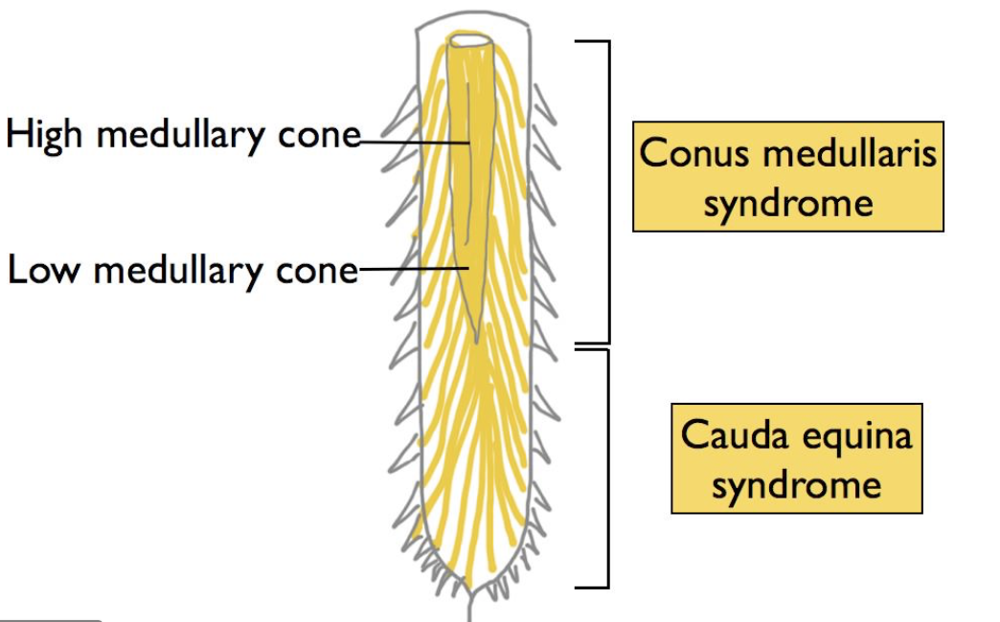 High medullary cone
Conus medullaris
syndrome
Low medullary cone
Cauda equina
syndrome